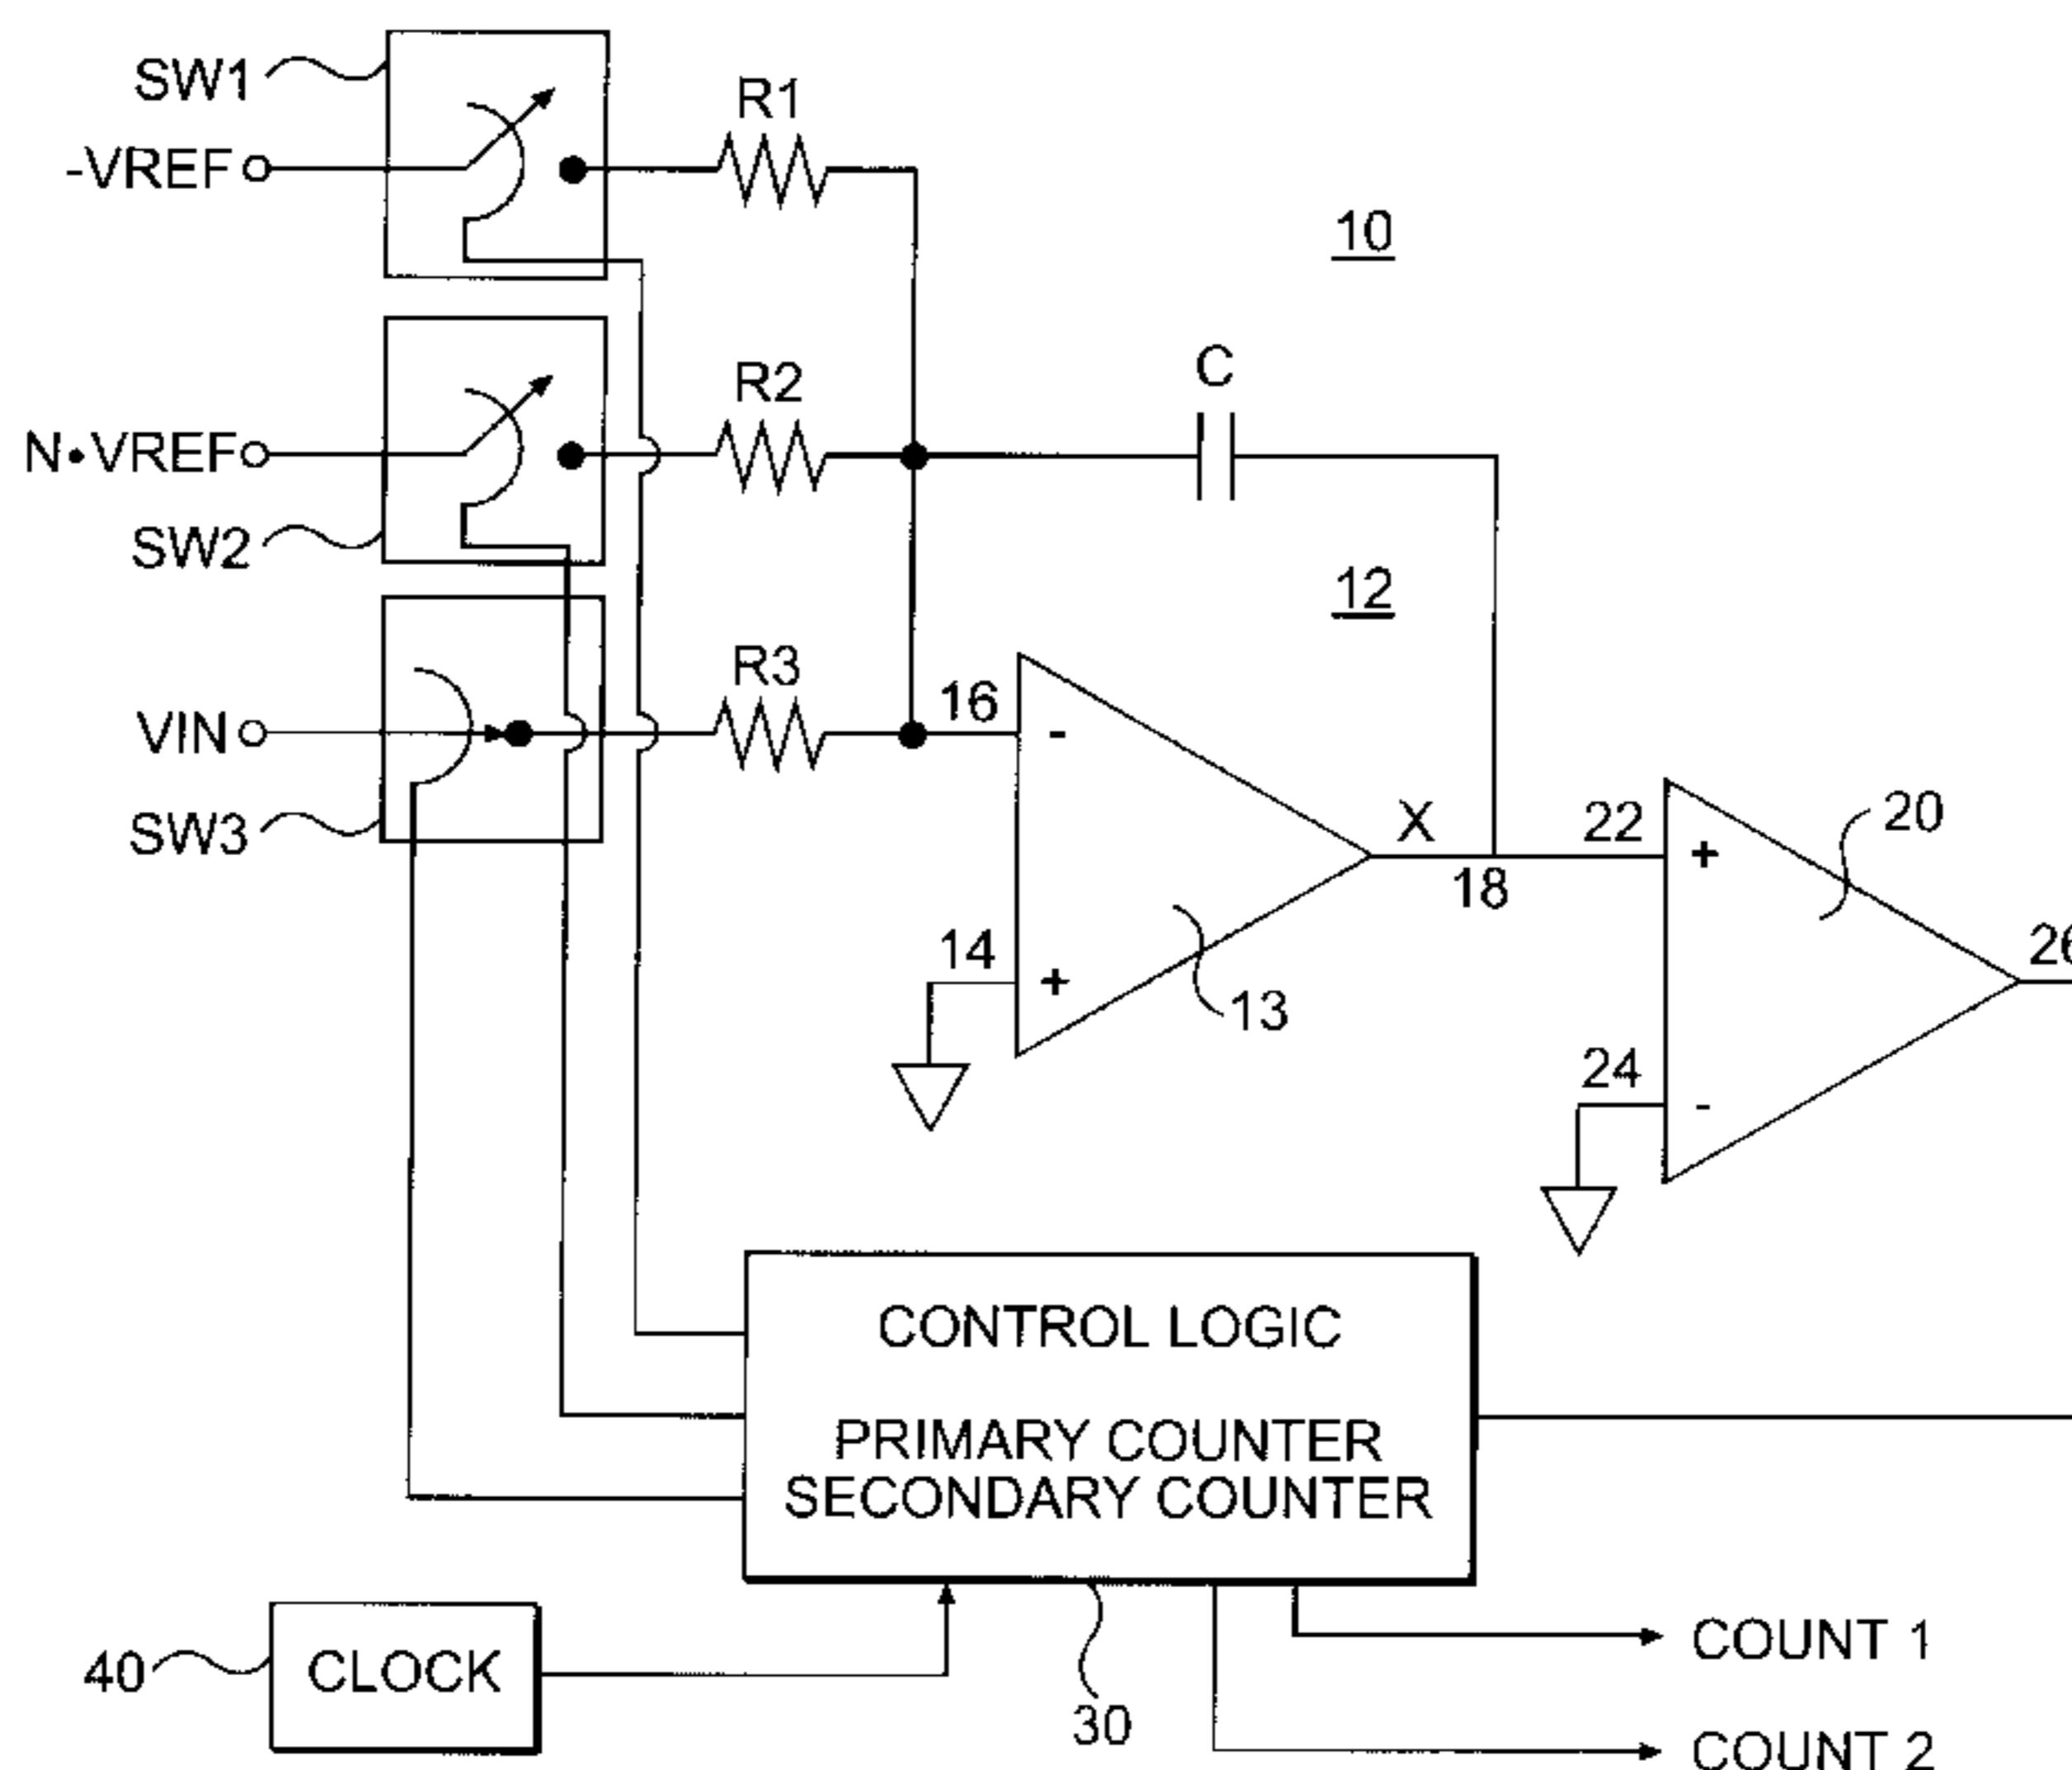 SW1
R1
-VREF
10
C
R2
N•VREF
SW2
12
R3
16
VIN
-
X
22
20
SW3
18
+
14
+
26
13
24
-
CONTROL LOGIC
PRIMARY COUNTER
SECONDARY COUNTER
40
CLOCK
30
COUNT 1
COUNT 2